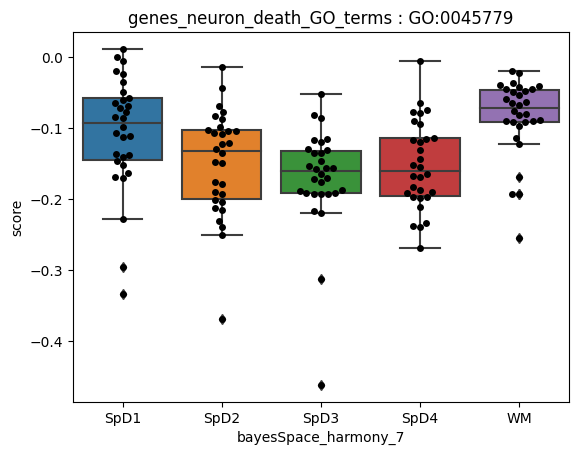 genes_neuron_death_GO_terms : GO:0045779
0.0
−0.1
−0.2
−0.3
−0.4
score
SpD1 SpD2 SpD3 SpD4 WM
bayesSpace_harmony_7